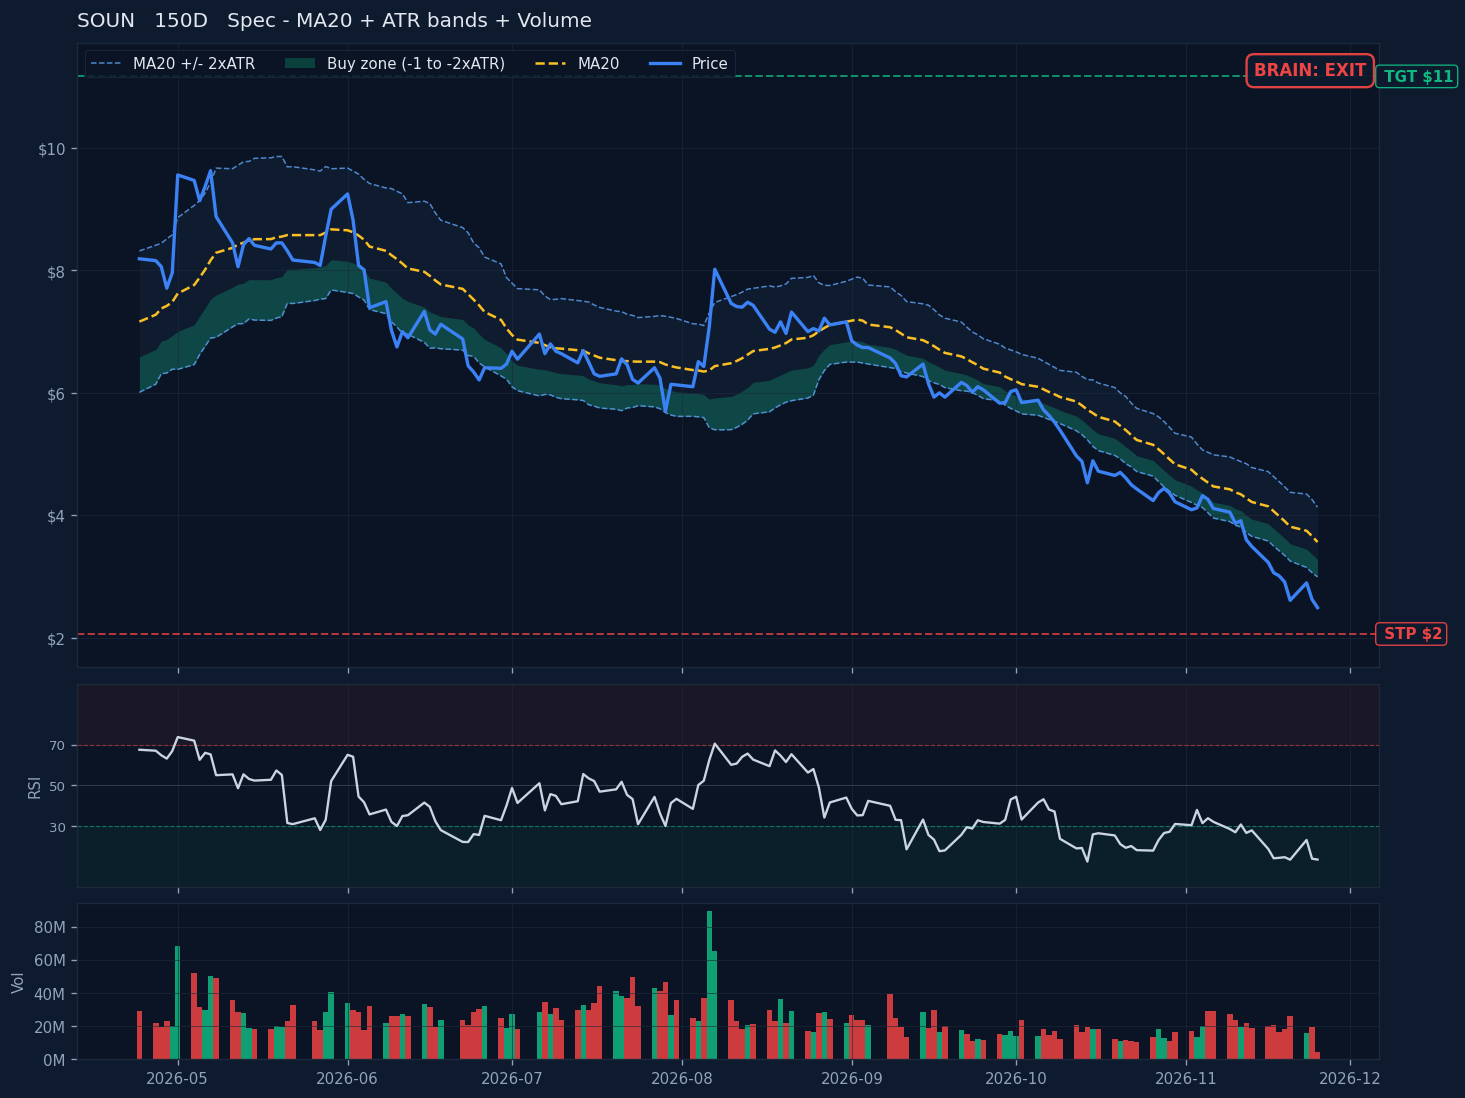 SOUN   150D   Spec - MA20 + ATR bands + Volume
MA20 +/- 2xATR
Buy zone (-1 to -2xATR)
MA20
Price
BRAIN: EXIT
TGT $11
$10
$8
$6
$4
$2
STP $2
RSI
70
50
30
Vol
80M
60M
40M
20M
0M
2026-05
2026-06
2026-07
2026-08
2026-09
2026-10
2026-11
2026-12